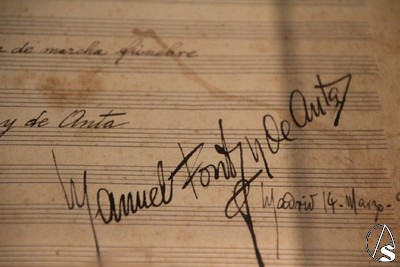 de marcha fúnebre
y de Anta
Manuel Font y de Anta
Madrid 14-Marzo-